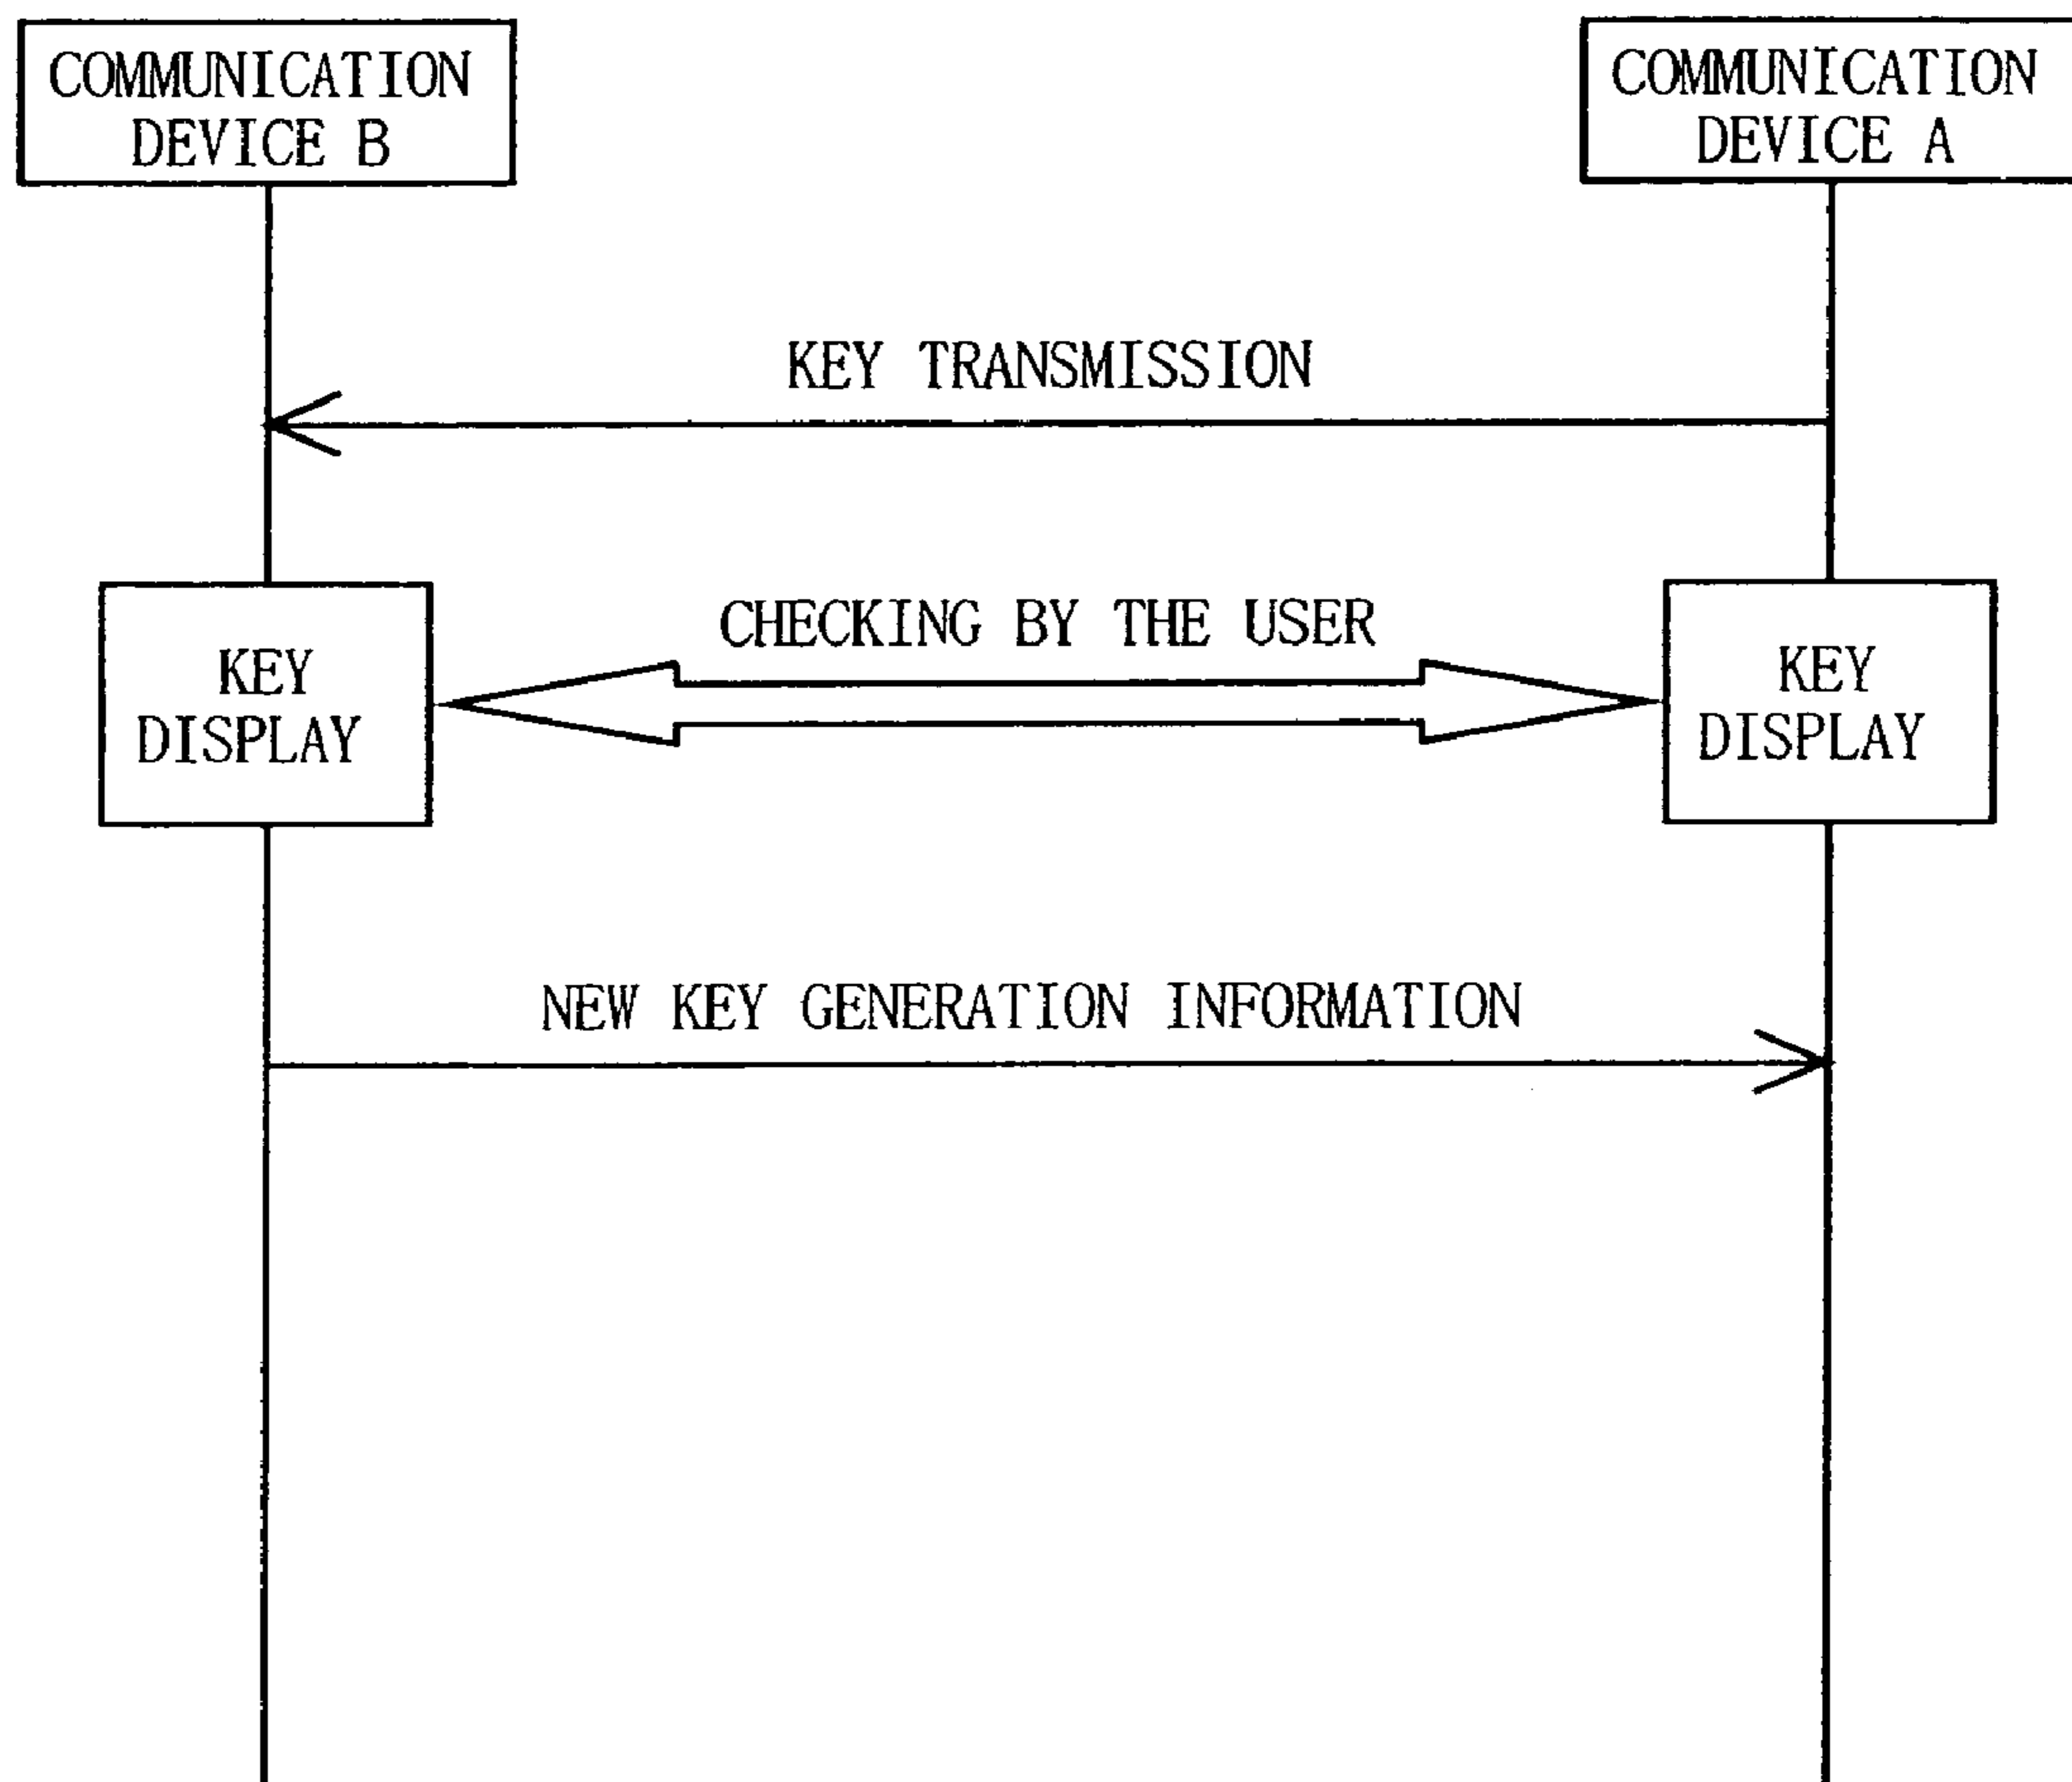 COMMUNICATION
DEVICE B
COMMUNICATION
DEVICE A
KEY TRANSMISSION
CHECKING BY THE USER
KEY
DISPLAY
KEY
DISPLAY
NEW KEY GENERATION INFORMATION